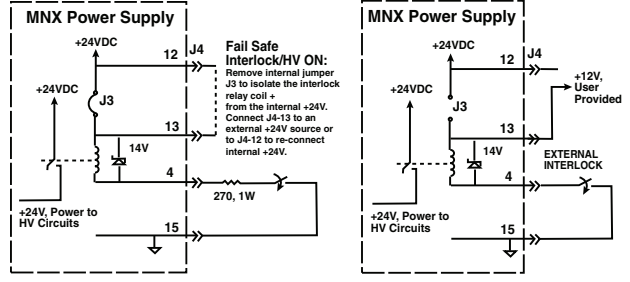 MNX Power Supply
+24VDC
12
J4
+24VDC
J3
13
14V
4
270, 1W
+24V, Power to
HV Circuits
15
Fail Safe
Interlock/HV ON:
Remove internal jumper
J3 to isolate the interlock
relay coil +
from the internal +24V.
Connect J4-13 to an
external +24V source or
to J4-12 to re-connect
internal +24V.
MNX Power Supply
+24VDC
12
J4
+24VDC
+12V,
User
Provided
J3
13
14V
EXTERNAL
INTERLOCK
4
+24V, Power to
HV Circuits
15